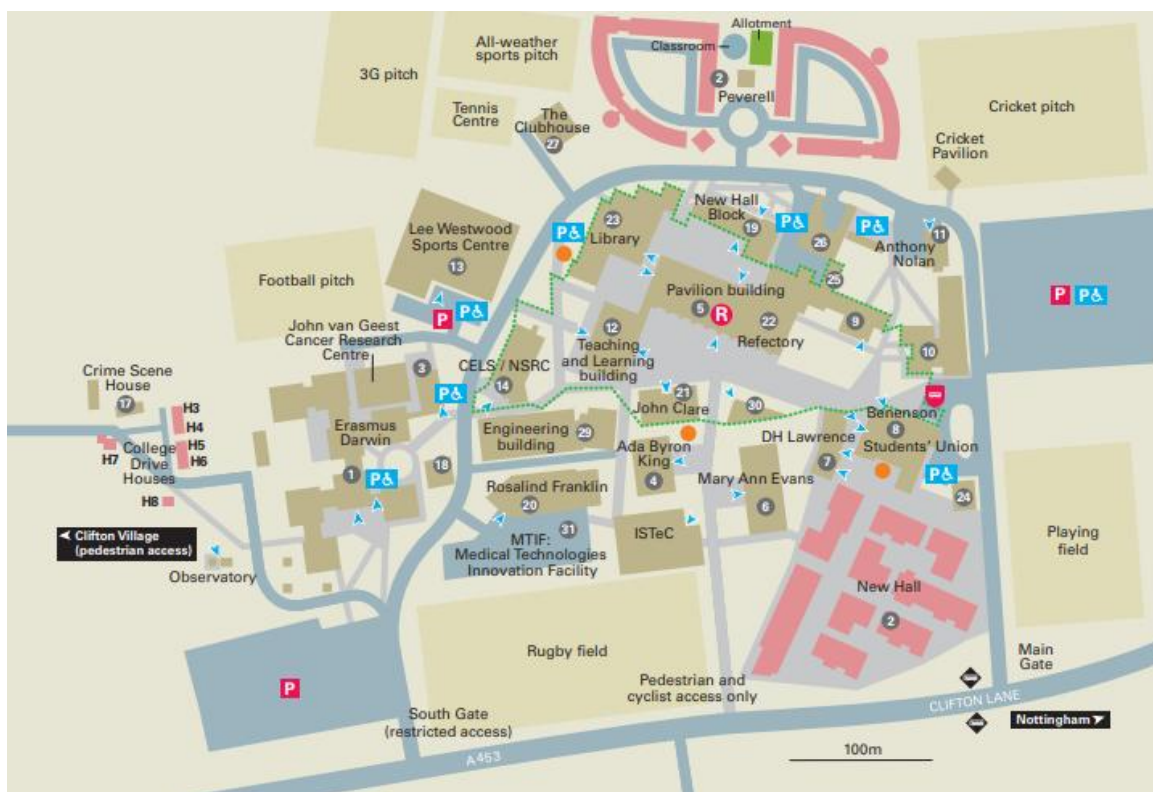 Allotment
All-weather
sports pitch
Classroom
3G pitch
2
Peverell
Tennis
Centre
The
Clubhouse
27
Cricket pitch
Cricket
Pavilion
New Hall
Block
19
23
Library
P
26
P
11
Anthony
Nolan
Lee Westwood
Sports Centre
13
P
25
Football pitch
Pavilion building
5
R
22
Refectory
9
P
P
P
P
John van Geest
Cancer Research
Centre
3
12
Teaching
and Learning
building
10
CELS / NSRC
14
Crime Scene
House
17
H3
H4
H5
H6
H7
College
Drive
Houses
H8
P
21
John Clare
30
Benenson
8
Students' Union
DH Lawrence
7
Erasmus
Darwin
1
P
18
Engineering
building
29
Ada Byron
King
4
Mary Ann Evans
6
P
24
Rosalind Franklin
20
31
MTIF:
Medical Technologies
Innovation Facility
ISTeC
Clifton Village
(pedestrian access)
Observatory
Playing
field
New Hall
2
Rugby field
Pedestrian and
cyclist access only
Main
Gate
P
South Gate
(restricted access)
CLIFTON LANE
Nottingham
A453
100m